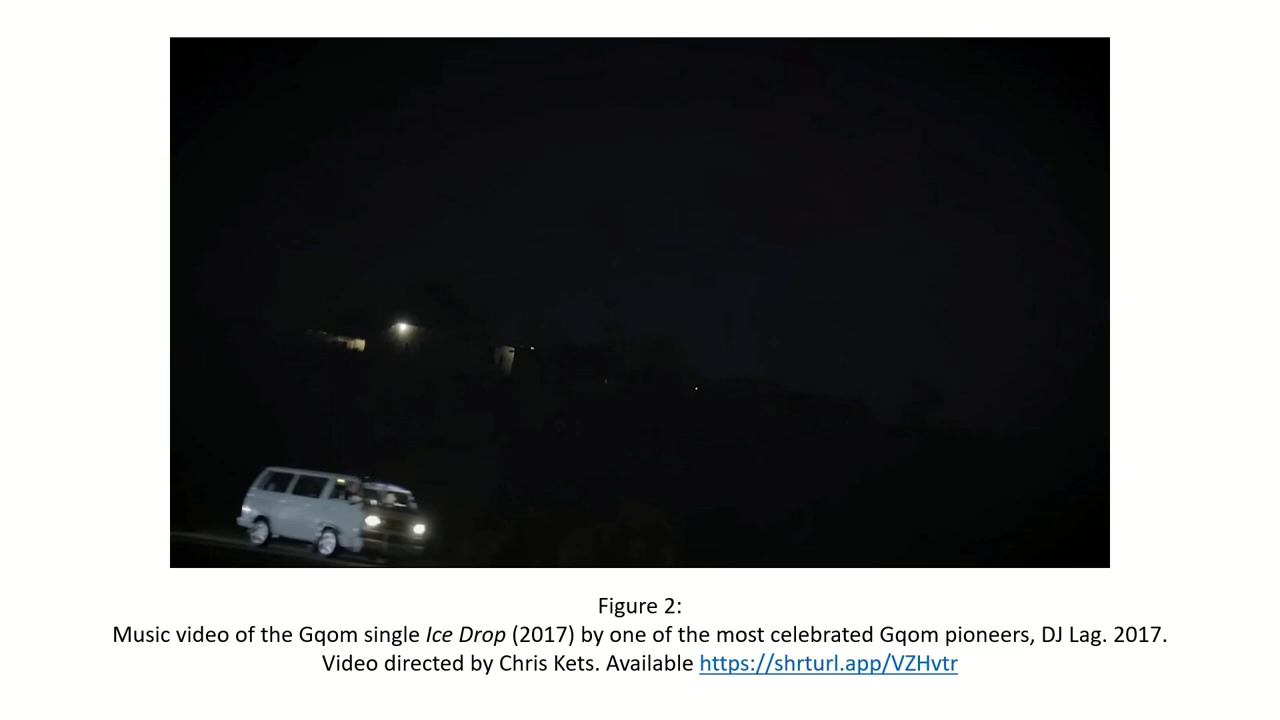 Figure 2:
Music video of the Gqom single Ice Drop (2017) by one of the most celebrated Gqom pioneers, DJ Lag. 2017.
Video directed by Chris Kets. Available https://shrturl.app/VZHvtr